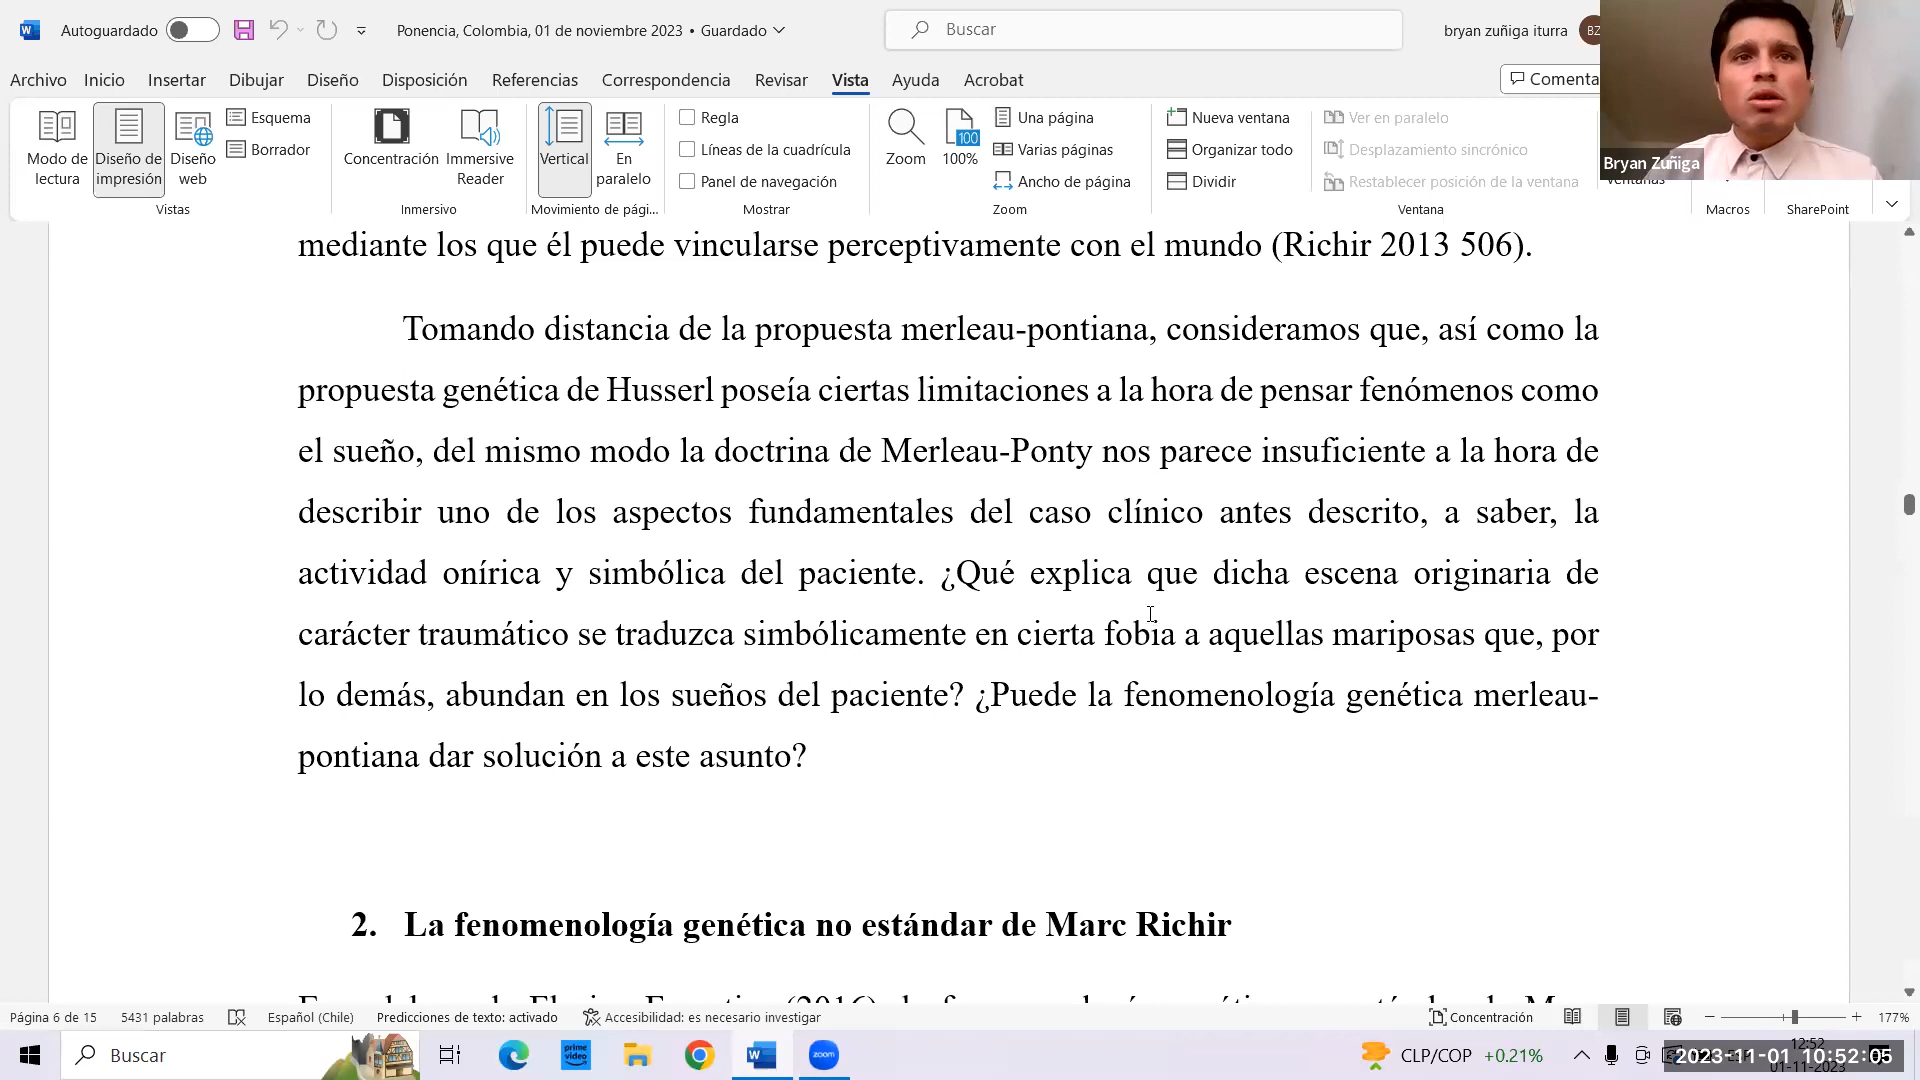 Autoguardado
Ponencia, Colombia, 01 de noviembre 2023 • Guardado
Buscar
bryan zuñiga iturra
BZ
Archivo Inicio Insertar Dibujar Diseño Disposición Referencias Correspondencia Revisar Vista Ayuda Acrobat
Comenta
Modo de lectura
Diseño de impresión
Diseño web
Esquema
Borrador
Vistas
Concentración
Immersive Reader
Inmersivo
Vertical
En paralelo
Movimiento de pági...
Regla
Líneas de la cuadrícula
Panel de navegación
Mostrar
Zoom
100
100%
Una página
Varias páginas
Ancho de página
Zoom
Nueva ventana
Organizar todo
Dividir
Ver en paralelo
Desplazamiento sincrónico
Restablecer posición de la ventana
Ventana
Macros
SharePoint
Bryan Zuñiga
mediante los que él puede vincularse perceptivamente con el mundo (Richir 2013 506).
Tomando distancia de la propuesta merleau-pontiana, consideramos que, así como la
propuesta genética de Husserl poseía ciertas limitaciones a la hora de pensar fenómenos como
el sueño, del mismo modo la doctrina de Merleau-Ponty nos parece insuficiente a la hora de
describir uno de los aspectos fundamentales del caso clínico antes descrito, a saber, la
actividad onírica y simbólica del paciente. ¿Qué explica que dicha escena originaria de
carácter traumático se traduzca simbólicamente en cierta fobia a aquellas mariposas que, por
lo demás, abundan en los sueños del paciente? ¿Puede la fenomenología genética merleau-
pontiana dar solución a este asunto?
2. La fenomenología genética no estándar de Marc Richir
Página 6 de 15 5431 palabras Español (Chile) Predicciones de texto: activado Accesibilidad: es necesario investigar
Concentración
177%
Buscar
prime video
zoom
CLP/COP +0.21%
12:52
01-11-2023
2023-11-01 10:52:05